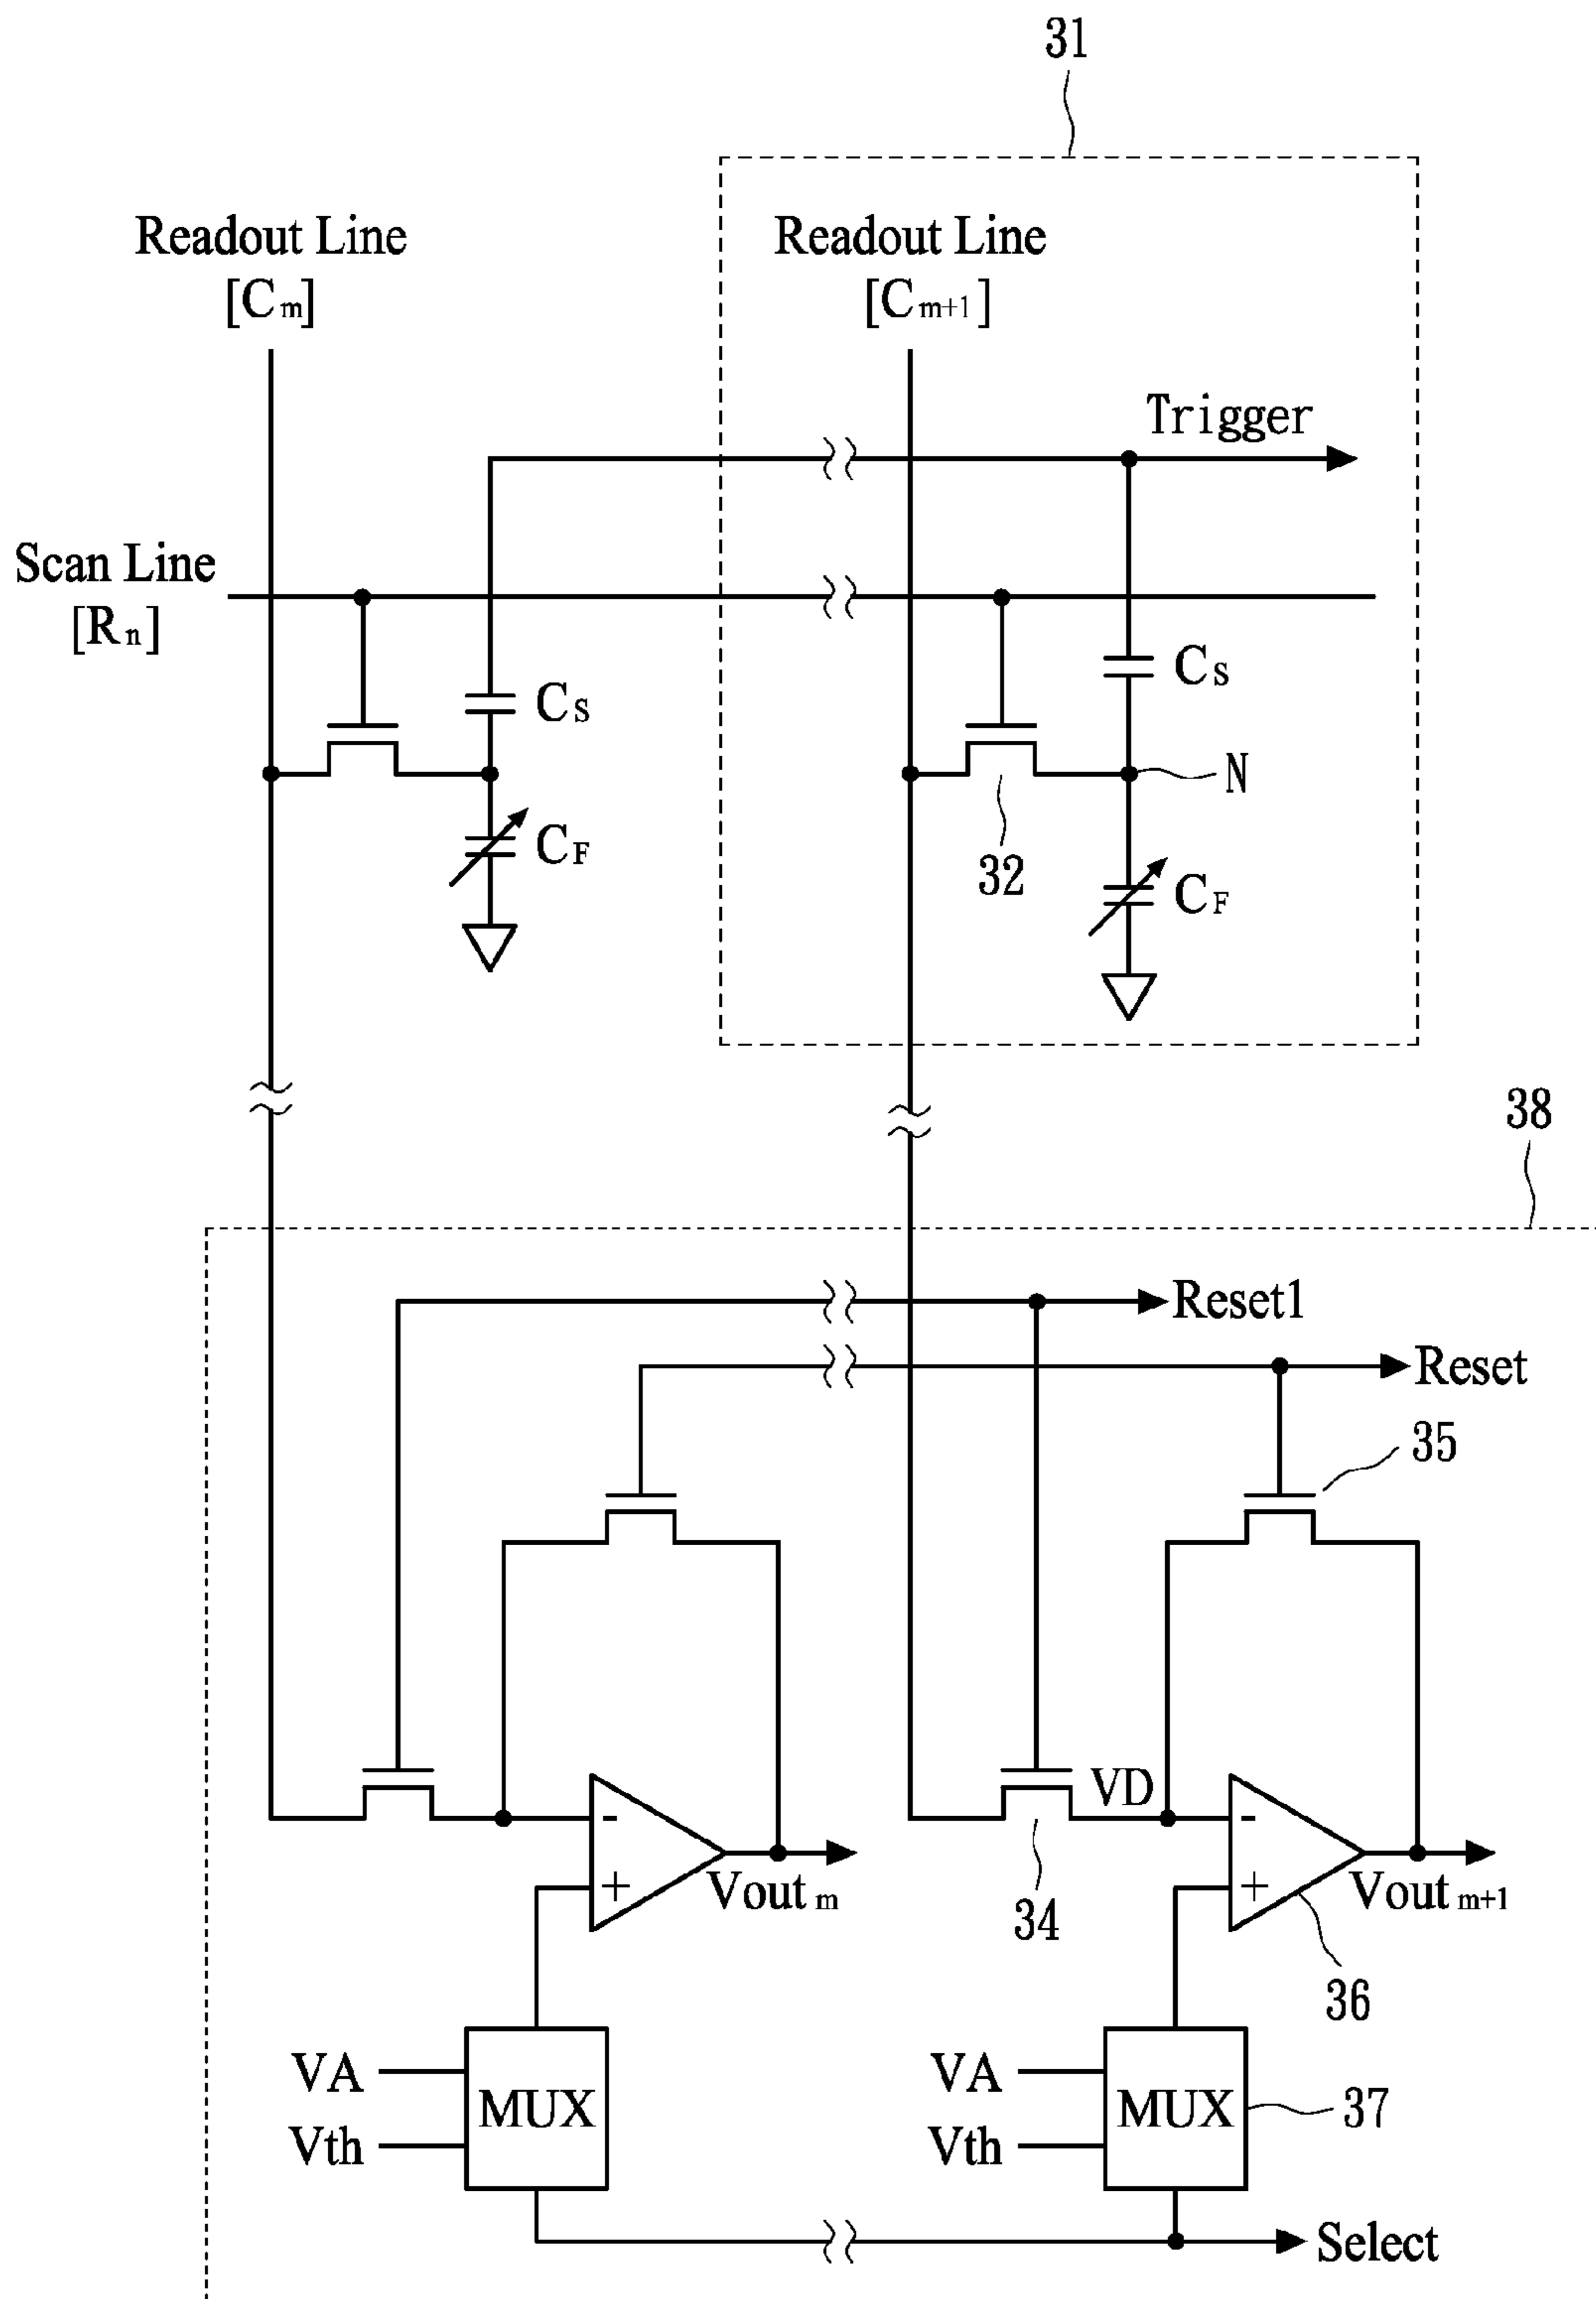 31
Readout Line
[Cm]
Readout Line
[Cm+1]
Trigger
Scan Line
[Rn]
Cs
Cs
N
CF
32
CF
38
Reset1
Reset
35
VD
-
+
Voutm
-
+
Voutm+1
34
36
VA
MUX
Vth
VA
MUX
Vth
37
Select